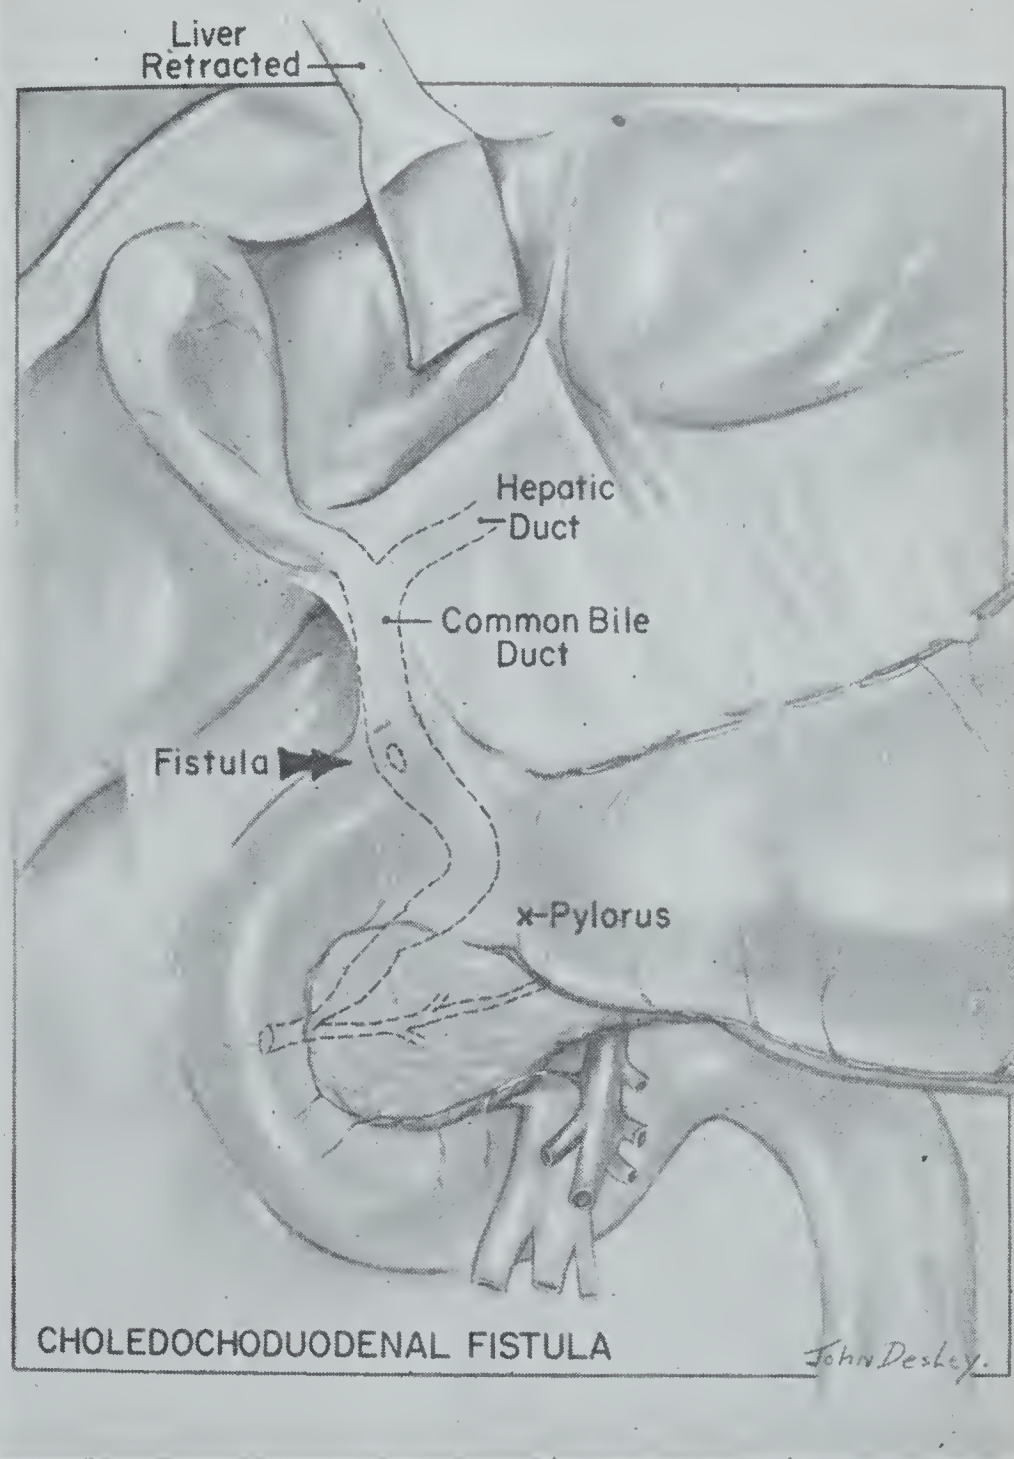 Liver
Retracted
Hepatic
Duct
Common Bile
Duct
Fistula
x-Pylorus
CHOLEDOCHODUODENAL FISTULA
John Desley.